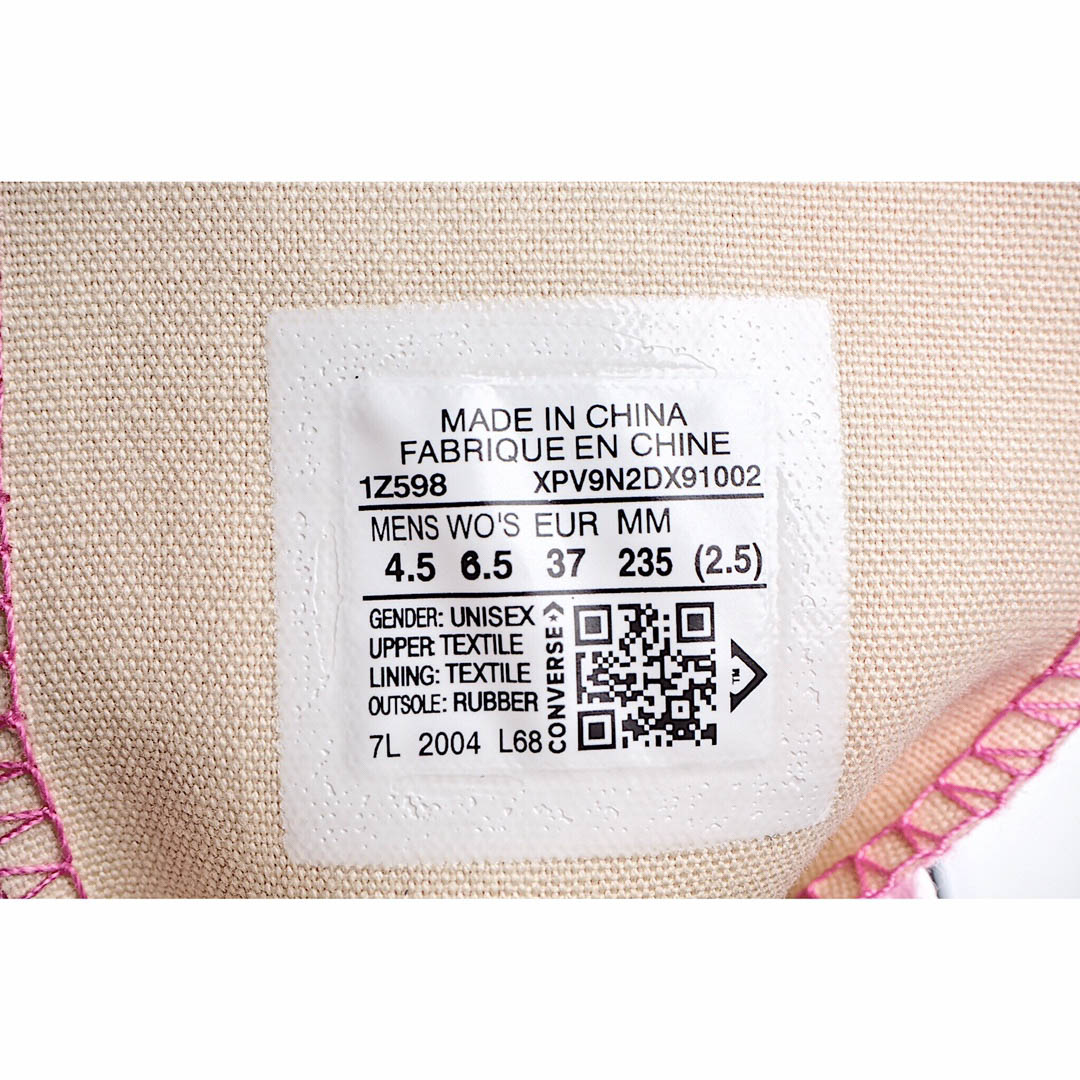 MADE IN CHINA
FABRIQUE EN CHINE
1Z598 XPV9N2DX91002
MENS WO'S EUR MM
4.5 6.5 37 235 (2.5)
GENDER: UNISEX
UPPER: TEXTILE
LINING: TEXTILE
OUTSOLE: RUBBER
7L 2004 L68
CONVERSE
TM